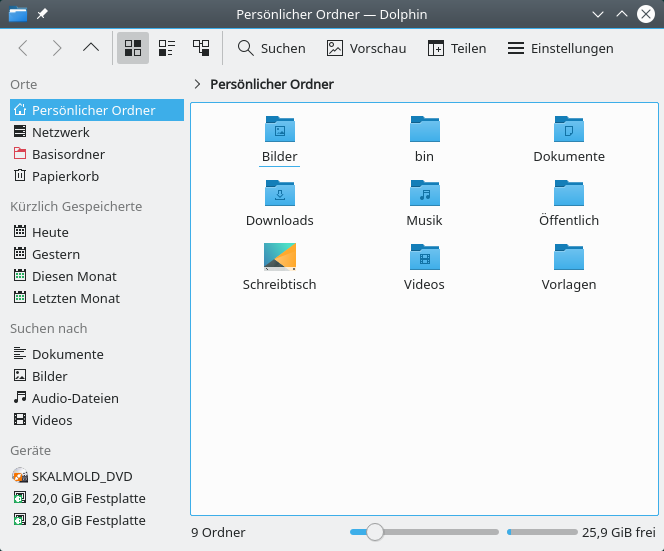 Persönlicher Ordner — Dolphin
Suchen Vorschau Teilen Einstellungen
Orte
Persönlicher Ordner
Netzwerk
Basisordner
Papierkorb
Kürzlich Gespeicherte
Heute
Gestern
Diesen Monat
Letzten Monat
Suchen nach
Dokumente
Bilder
Audio-Dateien
Videos
Geräte
SKALMOLD_DVD
20,0 GiB Festplatte
28,0 GiB Festplatte
Persönlicher Ordner
Bilder bin Dokumente
Downloads Musik Öffentlich
Schreibtisch Videos Vorlagen
9 Ordner 25,9 GiB frei